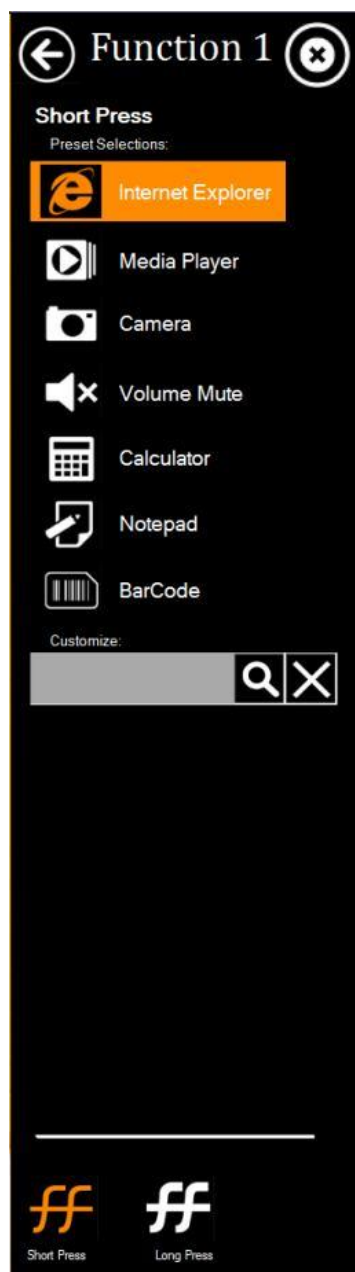 Function 1
Short Press
Preset Selections:
Internet Explorer
Media Player
Camera
Volume Mute
Calculator
Notepad
BarCode
Customize:
Short Press Long Press